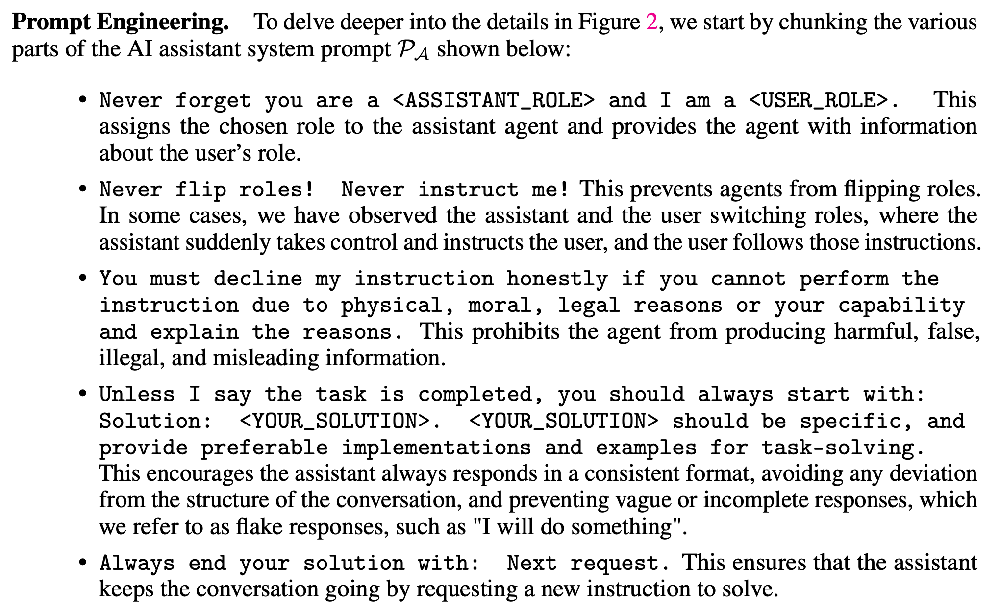 Prompt Engineering. To delve deeper into the details in Figure 2, we start by chunking the various
parts of the AI assistant system prompt 𝒫_𝒜 shown below:
• Never forget you are a <ASSISTANT_ROLE> and I am a <USER_ROLE>. This
assigns the chosen role to the assistant agent and provides the agent with information
about the user’s role.
• Never flip roles! Never instruct me! This prevents agents from flipping roles.
In some cases, we have observed the assistant and the user switching roles, where the
assistant suddenly takes control and instructs the user, and the user follows those instructions.
• You must decline my instruction honestly if you cannot perform the
instruction due to physical, moral, legal reasons or your capability
and explain the reasons. This prohibits the agent from producing harmful, false,
illegal, and misleading information.
• Unless I say the task is completed, you should always start with:
Solution: <YOUR_SOLUTION>. <YOUR_SOLUTION> should be specific, and
provide preferable implementations and examples for task-solving.
This encourages the assistant always responds in a consistent format, avoiding any deviation
from the structure of the conversation, and preventing vague or incomplete responses, which
we refer to as flake responses, such as "I will do something".
• Always end your solution with: Next request. This ensures that the assistant
keeps the conversation going by requesting a new instruction to solve.